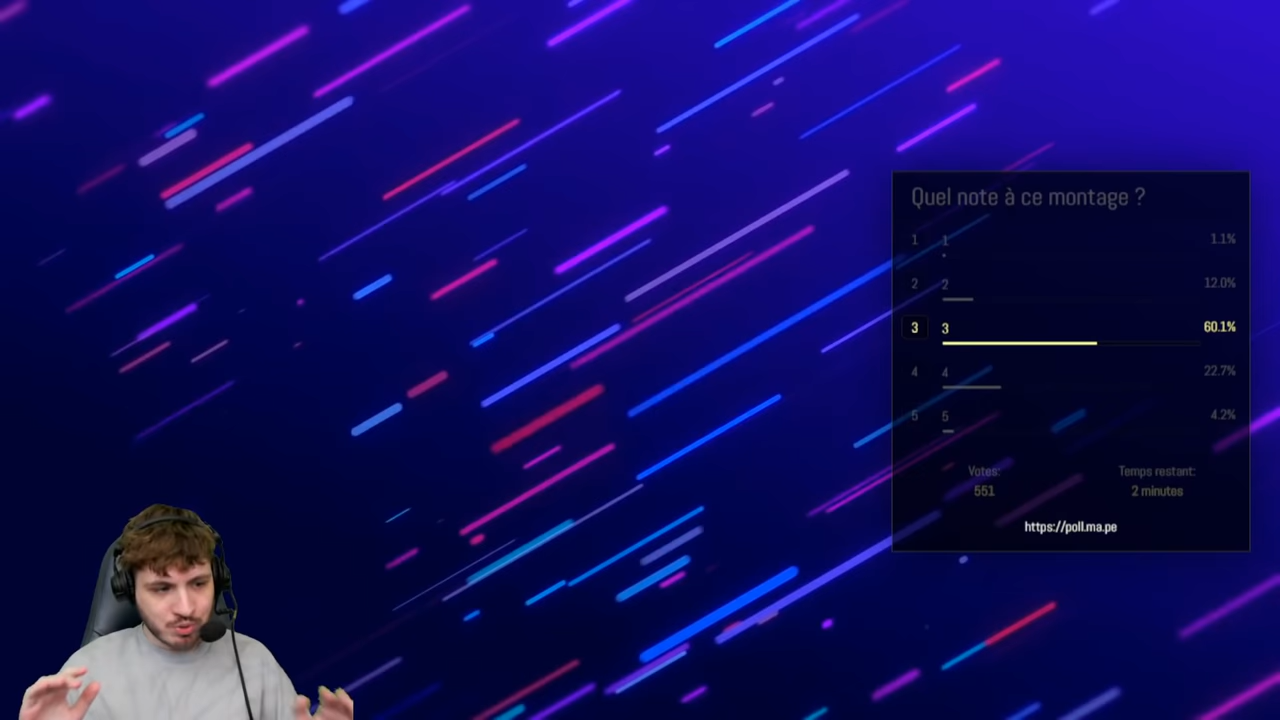 Quel note à ce montage ?
1 1 1.1%
2 2 12.0%
3 3 60.1%
4 4 22.7%
5 5 4.2%
Votes: Temps restant:
551 2 minutes
https://poll.ma.pe